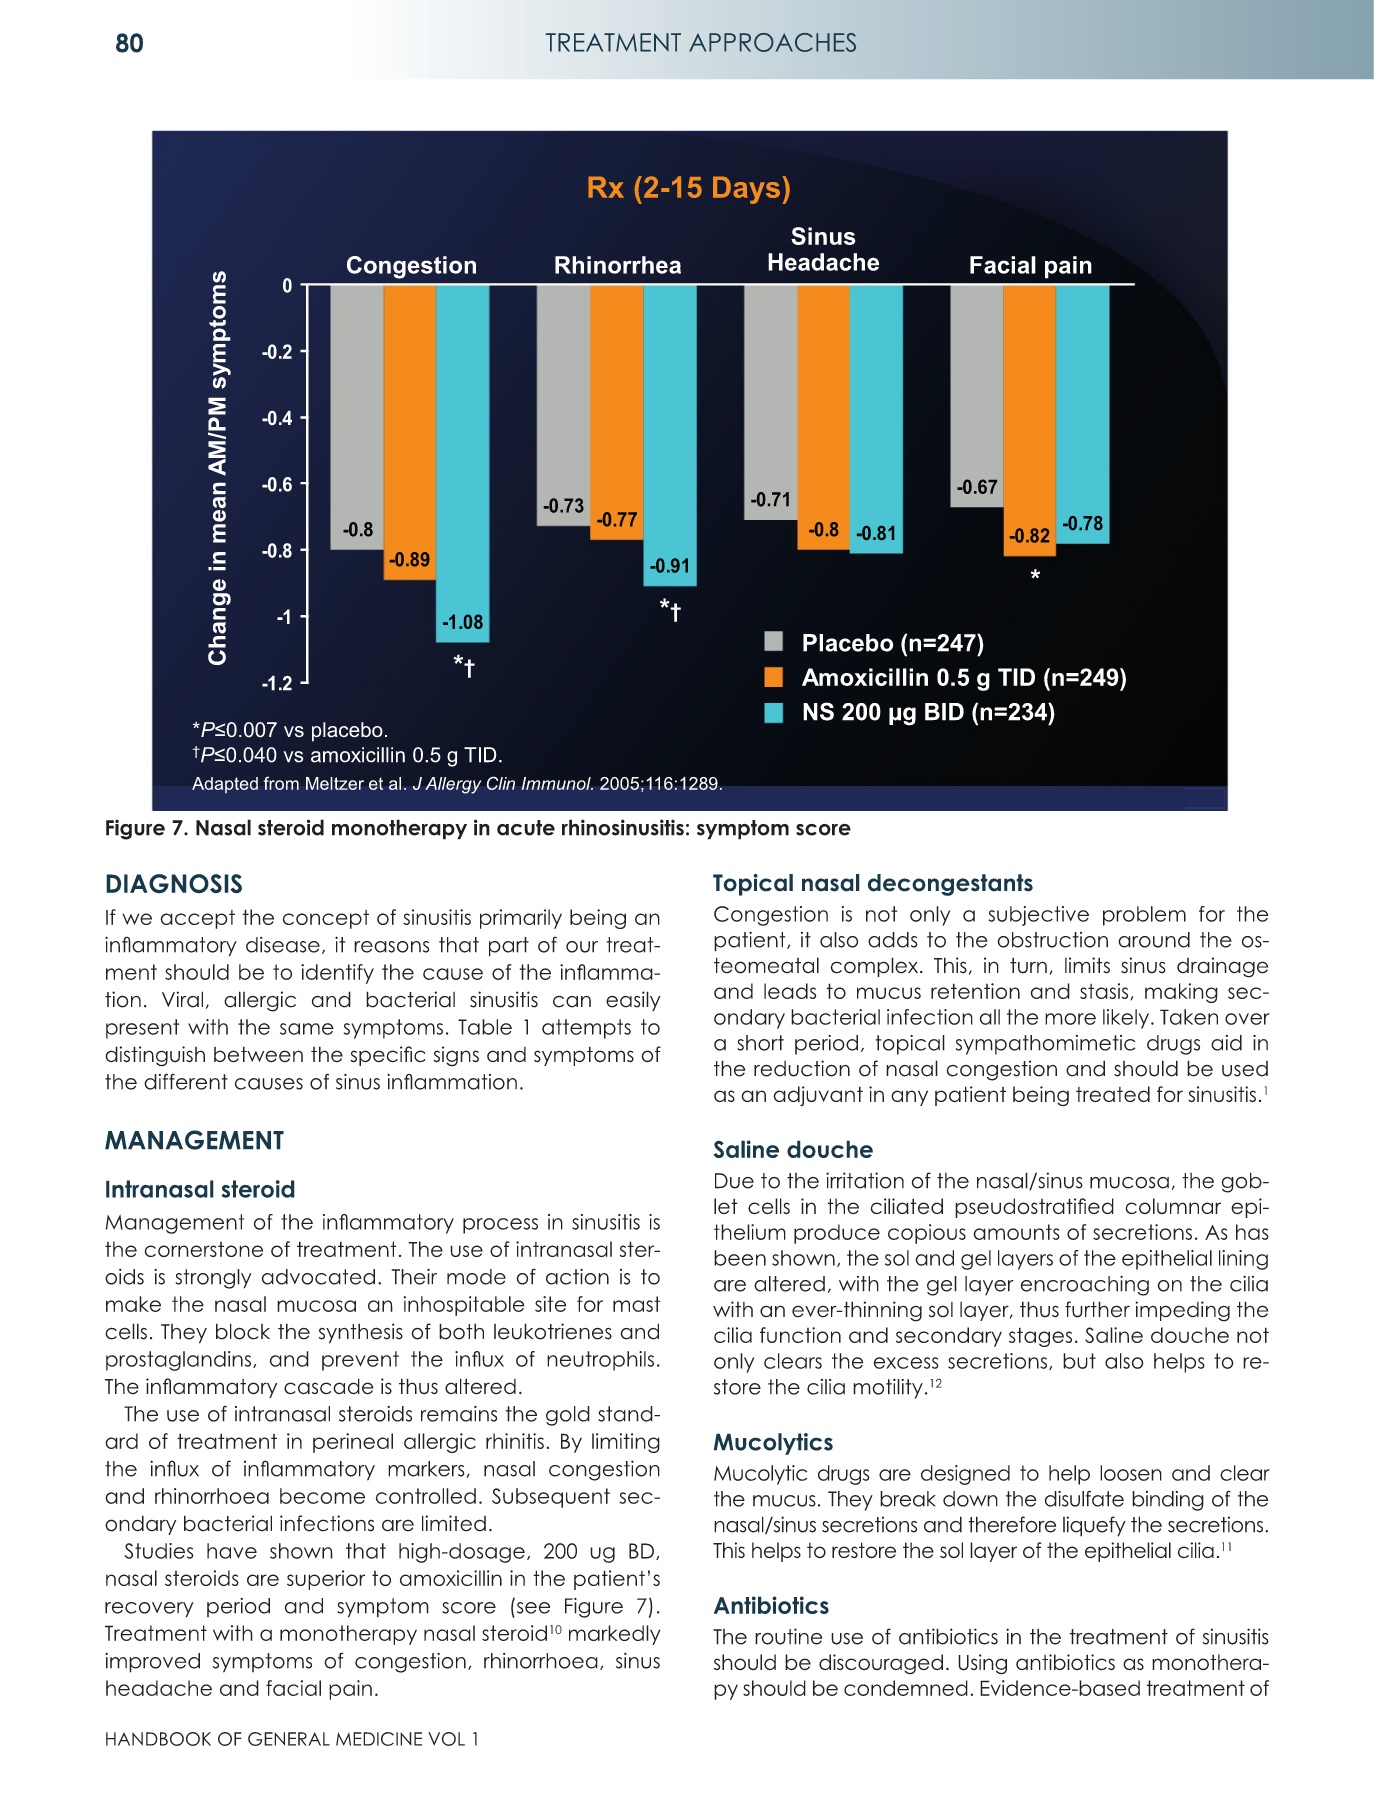 80
TREATMENT APPROACHES
Rx (2-15 Days)
Congestion
Rhinorrhea
Sinus
Headache
Facial pain
Change in mean AM/PM symptoms
0
-0.2
-0.4
-0.6
-0.8
-1
-1.2
-0.8
-0.89
-1.08
*†
-0.73
-0.77
-0.91
*†
-0.71
-0.8
-0.81
-0.67
-0.82
*
-0.78
Placebo (n=247)
Amoxicillin 0.5 g TID (n=249)
NS 200 µg BID (n=234)
*P≤0.007 vs placebo.
†P≤0.040 vs amoxicillin 0.5 g TID.
Adapted from Meltzer et al. J Allergy Clin Immunol. 2005;116:1289.
Figure 7. Nasal steroid monotherapy in acute rhinosinusitis: symptom score
DIAGNOSIS
If we accept the concept of sinusitis primarily being an
inflammatory disease, it reasons that part of our treat-
ment should be to identify the cause of the inflamma-
tion. Viral, allergic and bacterial sinusitis can easily
present with the same symptoms. Table 1 attempts to
distinguish between the specific signs and symptoms of
the different causes of sinus inflammation.
MANAGEMENT
Intranasal steroid
Management of the inflammatory process in sinusitis is
the cornerstone of treatment. The use of intranasal ster-
oids is strongly advocated. Their mode of action is to
make the nasal mucosa an inhospitable site for mast
cells. They block the synthesis of both leukotrienes and
prostaglandins, and prevent the influx of neutrophils.
The inflammatory cascade is thus altered.
The use of intranasal steroids remains the gold stand-
ard of treatment in perineal allergic rhinitis. By limiting
the influx of inflammatory markers, nasal congestion
and rhinorrhoea become controlled. Subsequent sec-
ondary bacterial infections are limited.
Studies have shown that high-dosage, 200 ug BD,
nasal steroids are superior to amoxicillin in the patient's
recovery period and symptom score (see Figure 7).
Treatment with a monotherapy nasal steroid¹⁰ markedly
improved symptoms of congestion, rhinorrhoea, sinus
headache and facial pain.
Topical nasal decongestants
Congestion is not only a subjective problem for the
patient, it also adds to the obstruction around the os-
teomeatal complex. This, in turn, limits sinus drainage
and leads to mucus retention and stasis, making sec-
ondary bacterial infection all the more likely. Taken over
a short period, topical sympathomimetic drugs aid in
the reduction of nasal congestion and should be used
as an adjuvant in any patient being treated for sinusitis.¹
Saline douche
Due to the irritation of the nasal/sinus mucosa, the gob-
let cells in the ciliated pseudostratified columnar epi-
thelium produce copious amounts of secretions. As has
been shown, the sol and gel layers of the epithelial lining
are altered, with the gel layer encroaching on the cilia
with an ever-thinning sol layer, thus further impeding the
cilia function and secondary stages. Saline douche not
only clears the excess secretions, but also helps to re-
store the cilia motility.¹²
Mucolytics
Mucolytic drugs are designed to help loosen and clear
the mucus. They break down the disulfate binding of the
nasal/sinus secretions and therefore liquefy the secretions.
This helps to restore the sol layer of the epithelial cilia.¹¹
Antibiotics
The routine use of antibiotics in the treatment of sinusitis
should be discouraged. Using antibiotics as monothera-
py should be condemned. Evidence-based treatment of
HANDBOOK OF GENERAL MEDICINE VOL 1